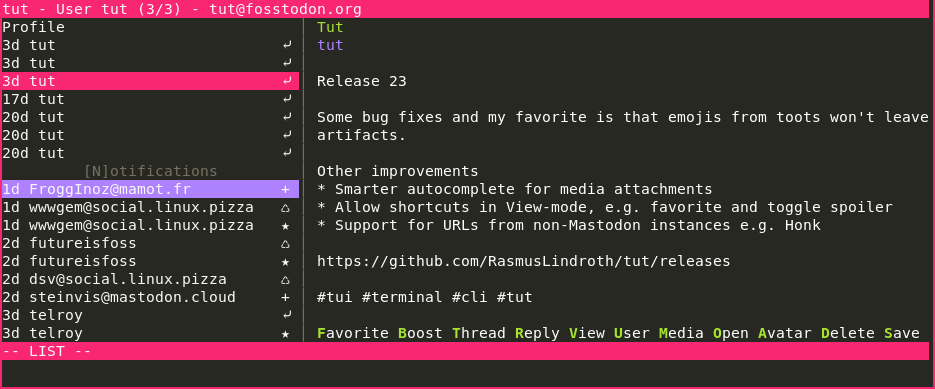 tut - User tut (3/3) - tut@fosstodon.org
Profile
3d tut ⤶
3d tut ⤶
3d tut ⤶
17d tut ⤶
20d tut ⤶
20d tut ⤶
20d tut ⤶
[N]otifications
1d FroggInoz@mamot.fr +
1d wwwgem@social.linux.pizza ♺
1d wwwgem@social.linux.pizza ★
2d futureisfoss ♺
2d futureisfoss ★
2d dsv@social.linux.pizza ♺
2d steinvis@mastodon.cloud +
3d telroy ⤶
3d telroy ★
Tut
tut
Release 23
Some bug fixes and my favorite is that emojis from toots won't leave
artifacts.
Other improvements
* Smarter autocomplete for media attachments
* Allow shortcuts in View-mode, e.g. favorite and toggle spoiler
* Support for URLs from non-Mastodon instances e.g. Honk
https://github.com/RasmusLindroth/tut/releases
#tui #terminal #cli #tut
Favorite Boost Thread Reply View User Media Open Avatar Delete Save
-- LIST --